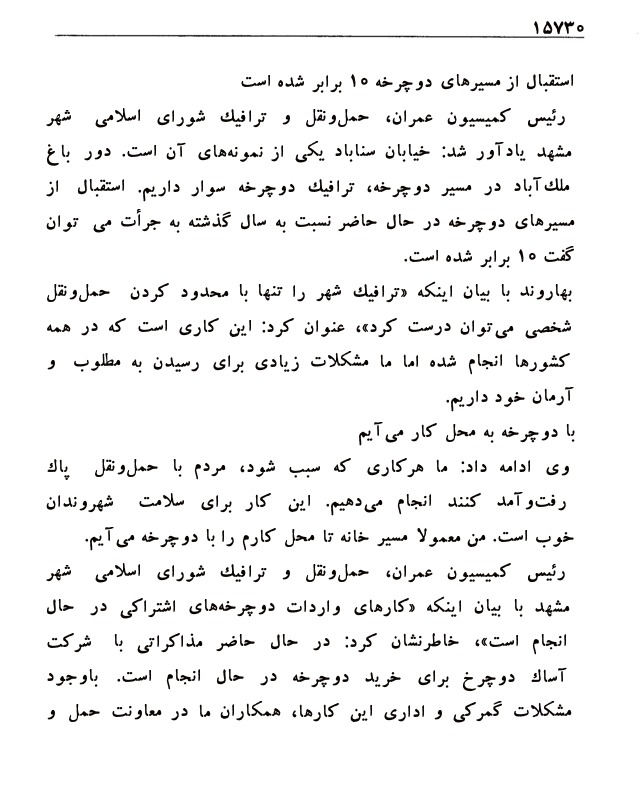 ۱۵۷۳۰
استقبال از مسیرهای دوچرخه ۱۰ برابر شده است
رئیس کمیسیون عمران، حمل‌ونقل و ترافیک شورای اسلامی شهر
مشهد یادآور شد: خیابان سناباد یکی از نمونه‌های آن است. دور باغ
ملک‌آباد در مسیر دوچرخه، ترافیک دوچرخه سوار داریم. استقبال از
مسیرهای دوچرخه در حال حاضر نسبت به سال گذشته به جرأت می توان
گفت ۱۰ برابر شده است.
بهاروند با بیان اینکه «ترافیک شهر را تنها با محدود کردن حمل‌ونقل
شخصی می‌توان درست کرد»، عنوان کرد: این کاری است که در همه
کشورها انجام شده اما ما مشکلات زیادی برای رسیدن به مطلوب و
آرمان خود داریم.
با دوچرخه به محل کار می‌آیم
وی ادامه داد: ما هرکاری که سبب شود، مردم با حمل‌ونقل پاک
رفت‌وآمد کنند انجام می‌دهیم. این کار برای سلامت شهروندان
خوب است. من معمولا مسیر خانه تا محل کارم را با دوچرخه می‌آیم.
رئیس کمیسیون عمران، حمل‌ونقل و ترافیک شورای اسلامی شهر
مشهد با بیان اینکه «کارهای واردات دوچرخه‌های اشتراکی در حال
انجام است»، خاطرنشان کرد: در حال حاضر مذاکراتی با شرکت
آساک دوچرخ برای خرید دوچرخه در حال انجام است. باوجود
مشکلات گمرکی و اداری این کارها، همکاران ما در معاونت حمل و